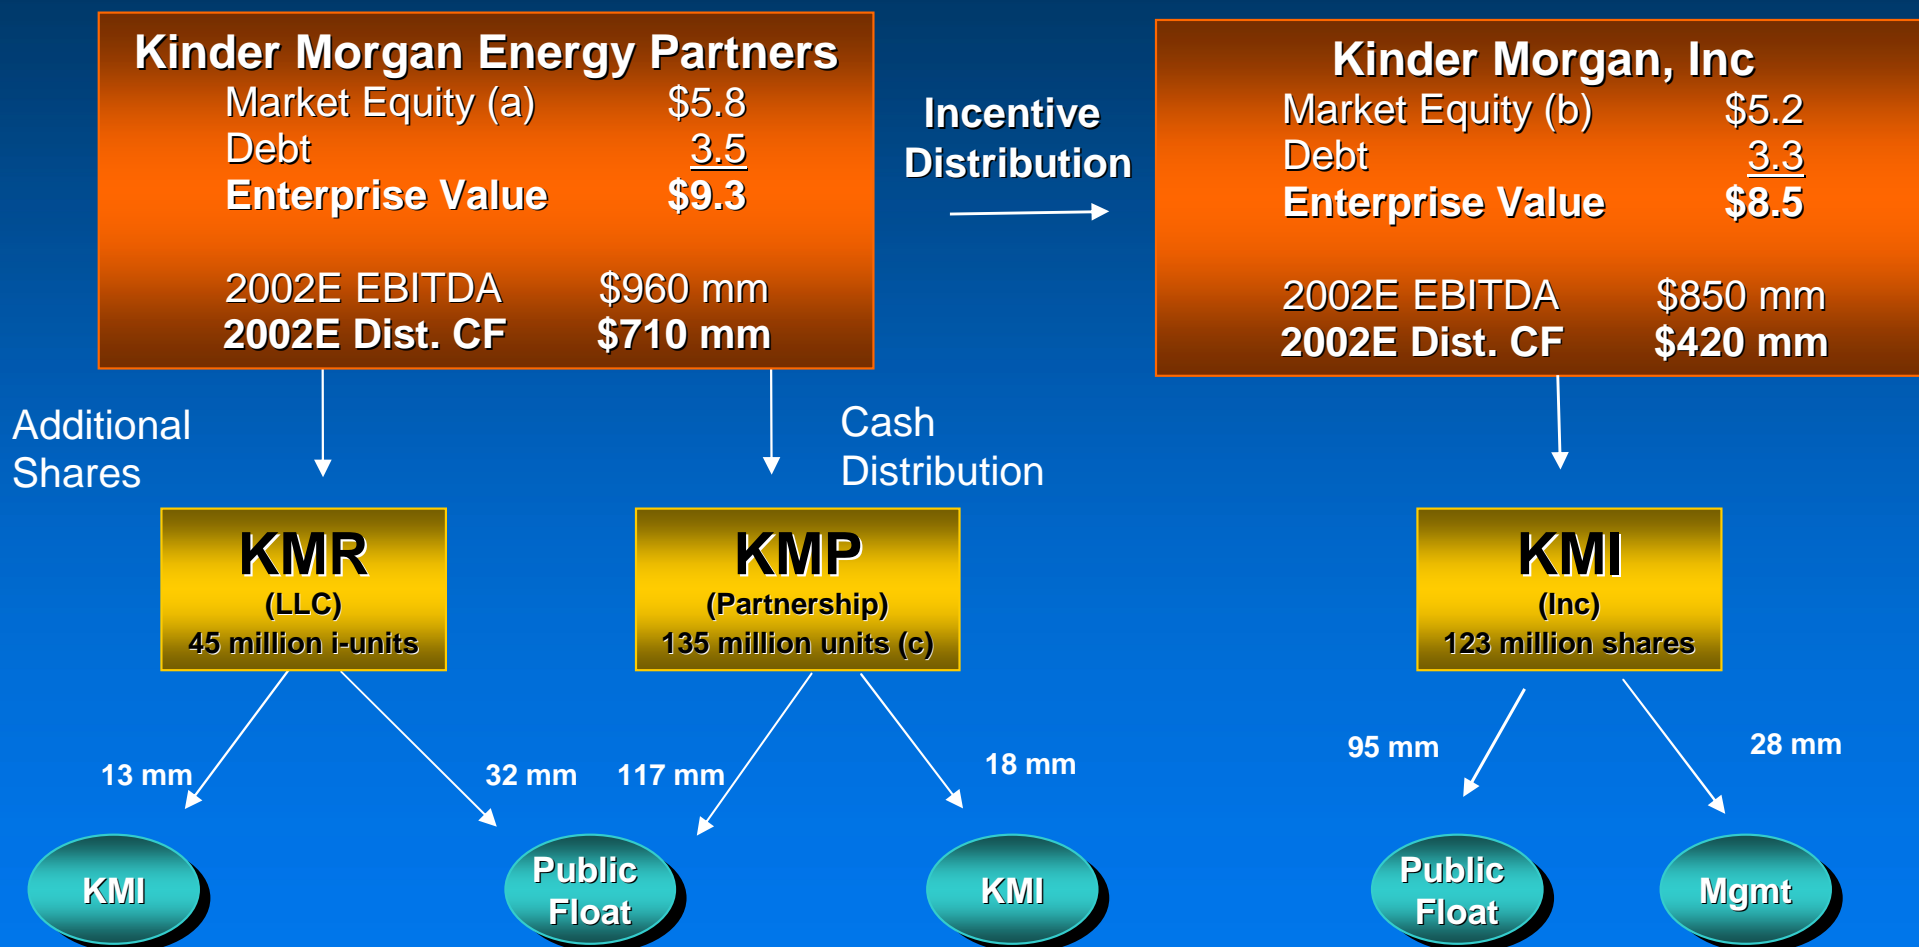 Kinder Morgan Energy Partners
Market Equity (a) $5.8
Debt 3.5
Enterprise Value $9.3
2002E EBITDA $960 mm
2002E Dist. CF $710 mm
Incentive
Distribution
Kinder Morgan, Inc
Market Equity (b) $5.2
Debt 3.3
Enterprise Value $8.5
2002E EBITDA $850 mm
2002E Dist. CF $420 mm
Additional
Shares
Cash
Distribution
KMR
(LLC)
45 million i-units
KMP
(Partnership)
135 million units (c)
KMI
(Inc)
123 million shares
13 mm
32 mm
117 mm
18 mm
95 mm
28 mm
KMI
Public
Float
KMI
Public
Float
Mgmt